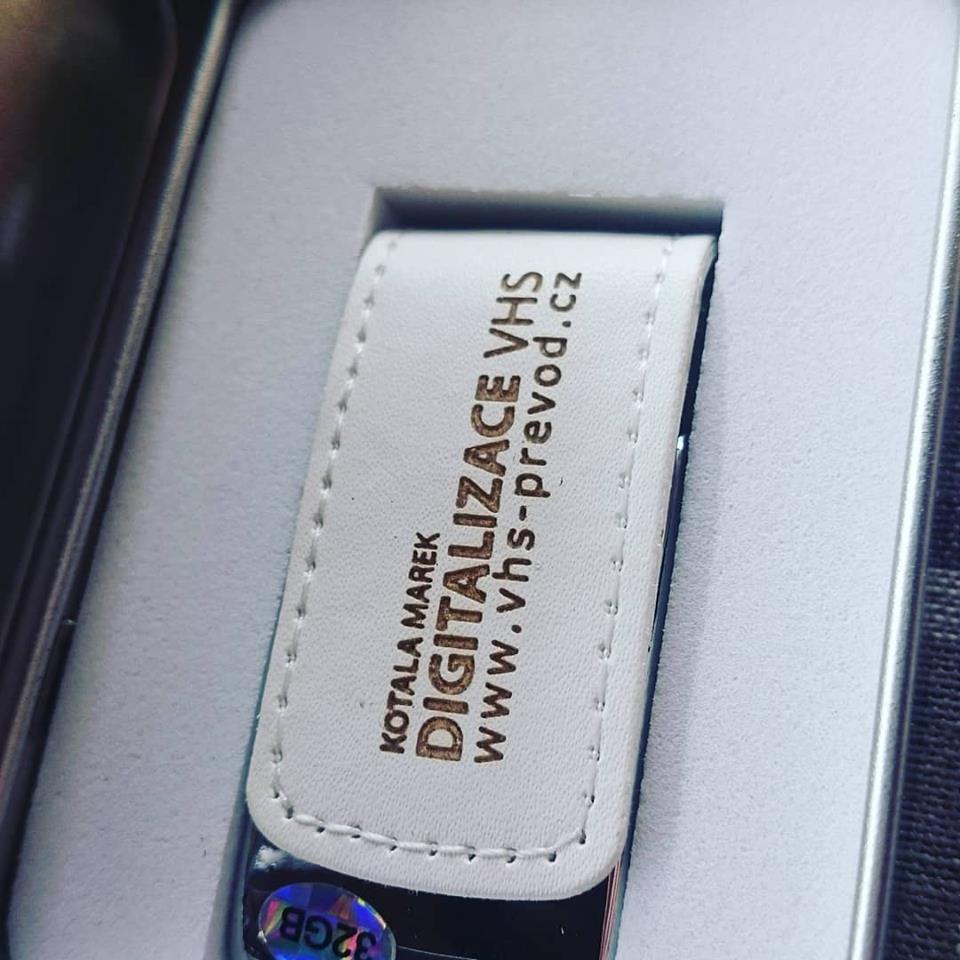 KOTALA MAREK
DIGITALIZACE VHS
www.vhs-prevod.cz
32GB